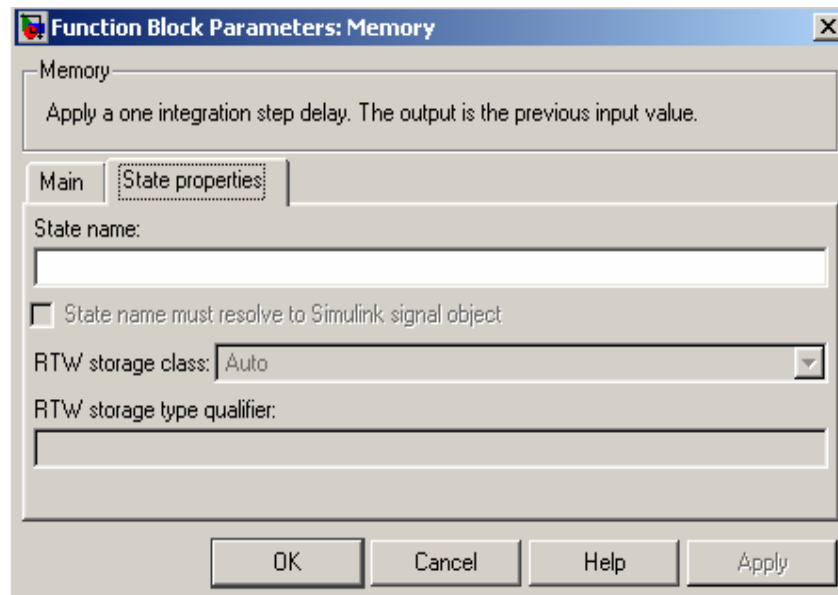 Function Block Parameters: Memory
Memory
Apply a one integration step delay. The output is the previous input value.
Main
State properties
State name:
State name must resolve to Simulink signal object
RTW storage class: Auto
RTW storage type qualifier:
OK
Cancel
Help
Apply